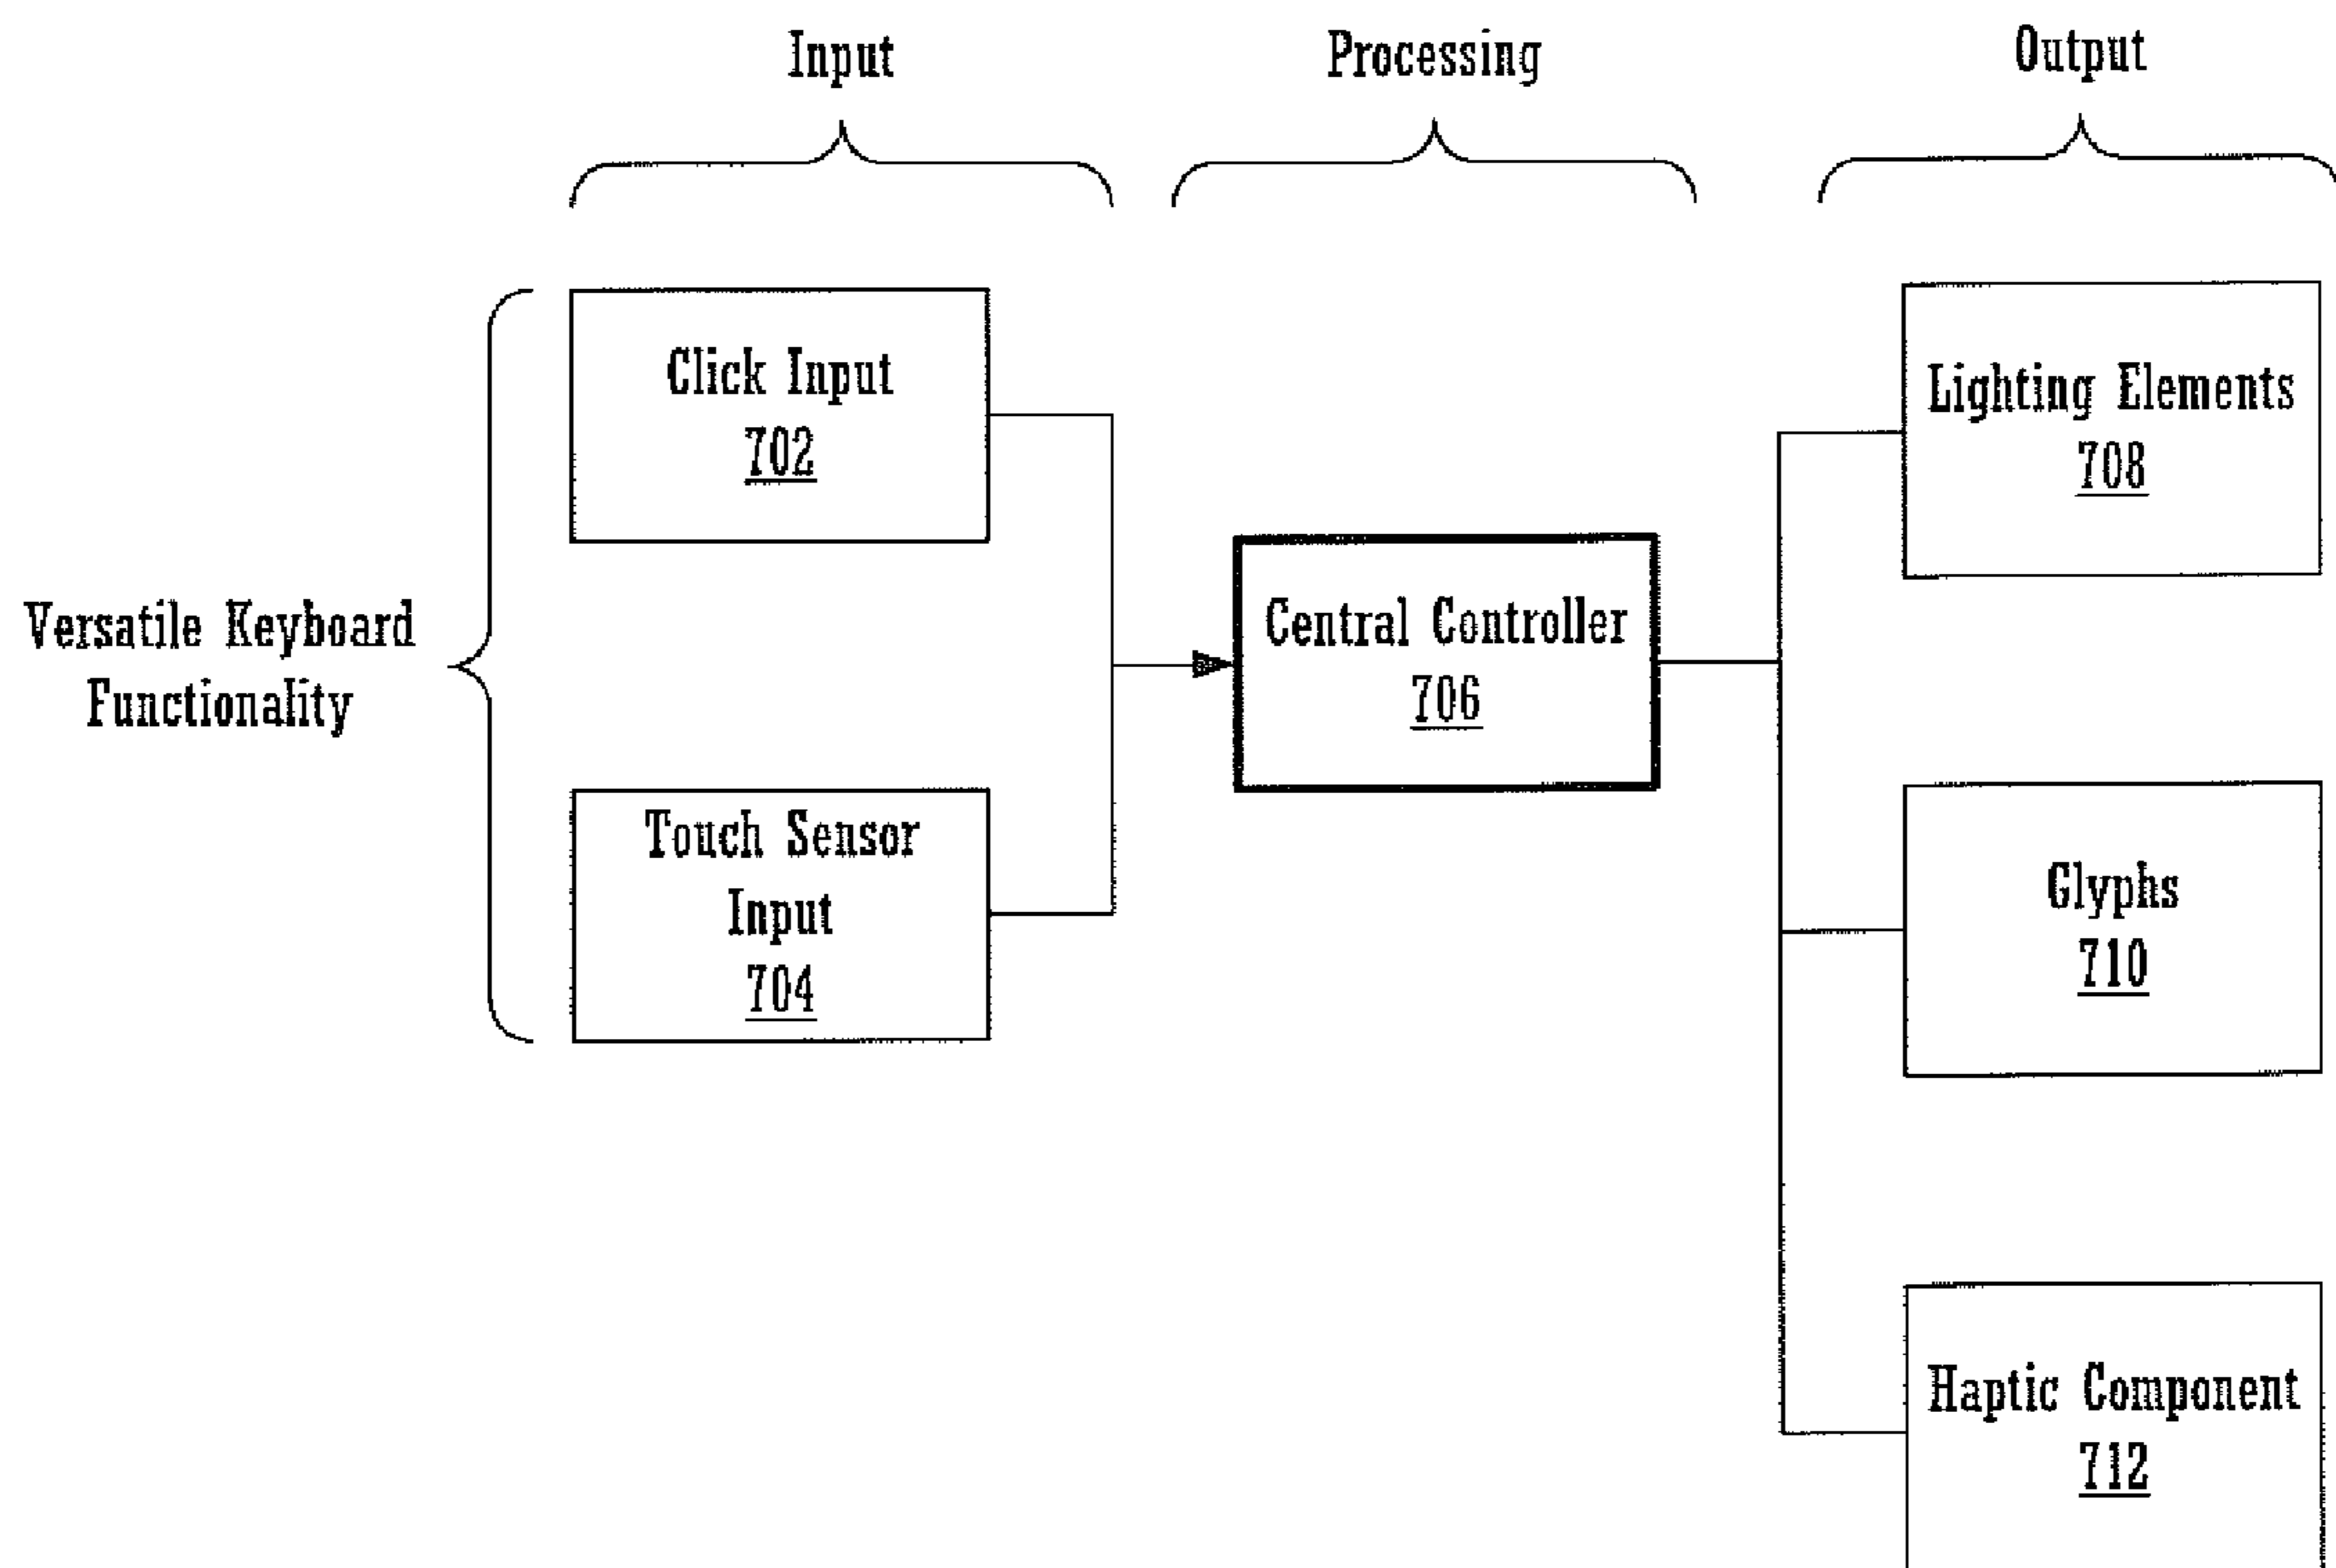 Input
Processing
Output
Versatile Keyboard
Functionality
Click Input
702
Touch Sensor
Input
704
Central Controller
706
Lighting Elements
708
Glyphs
710
Haptic Component
712